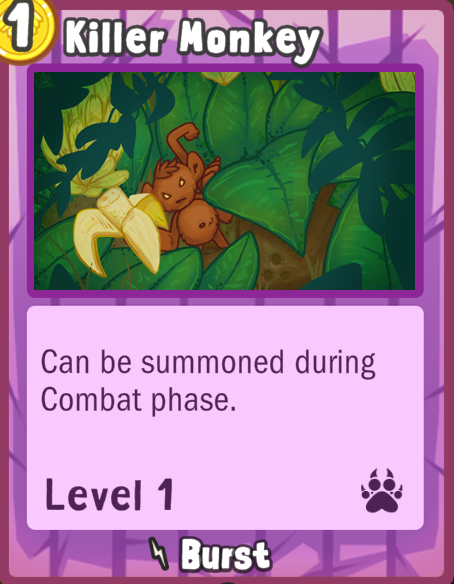 1
Killer Monkey
Can be summoned during
Combat phase.
Level 1
Burst